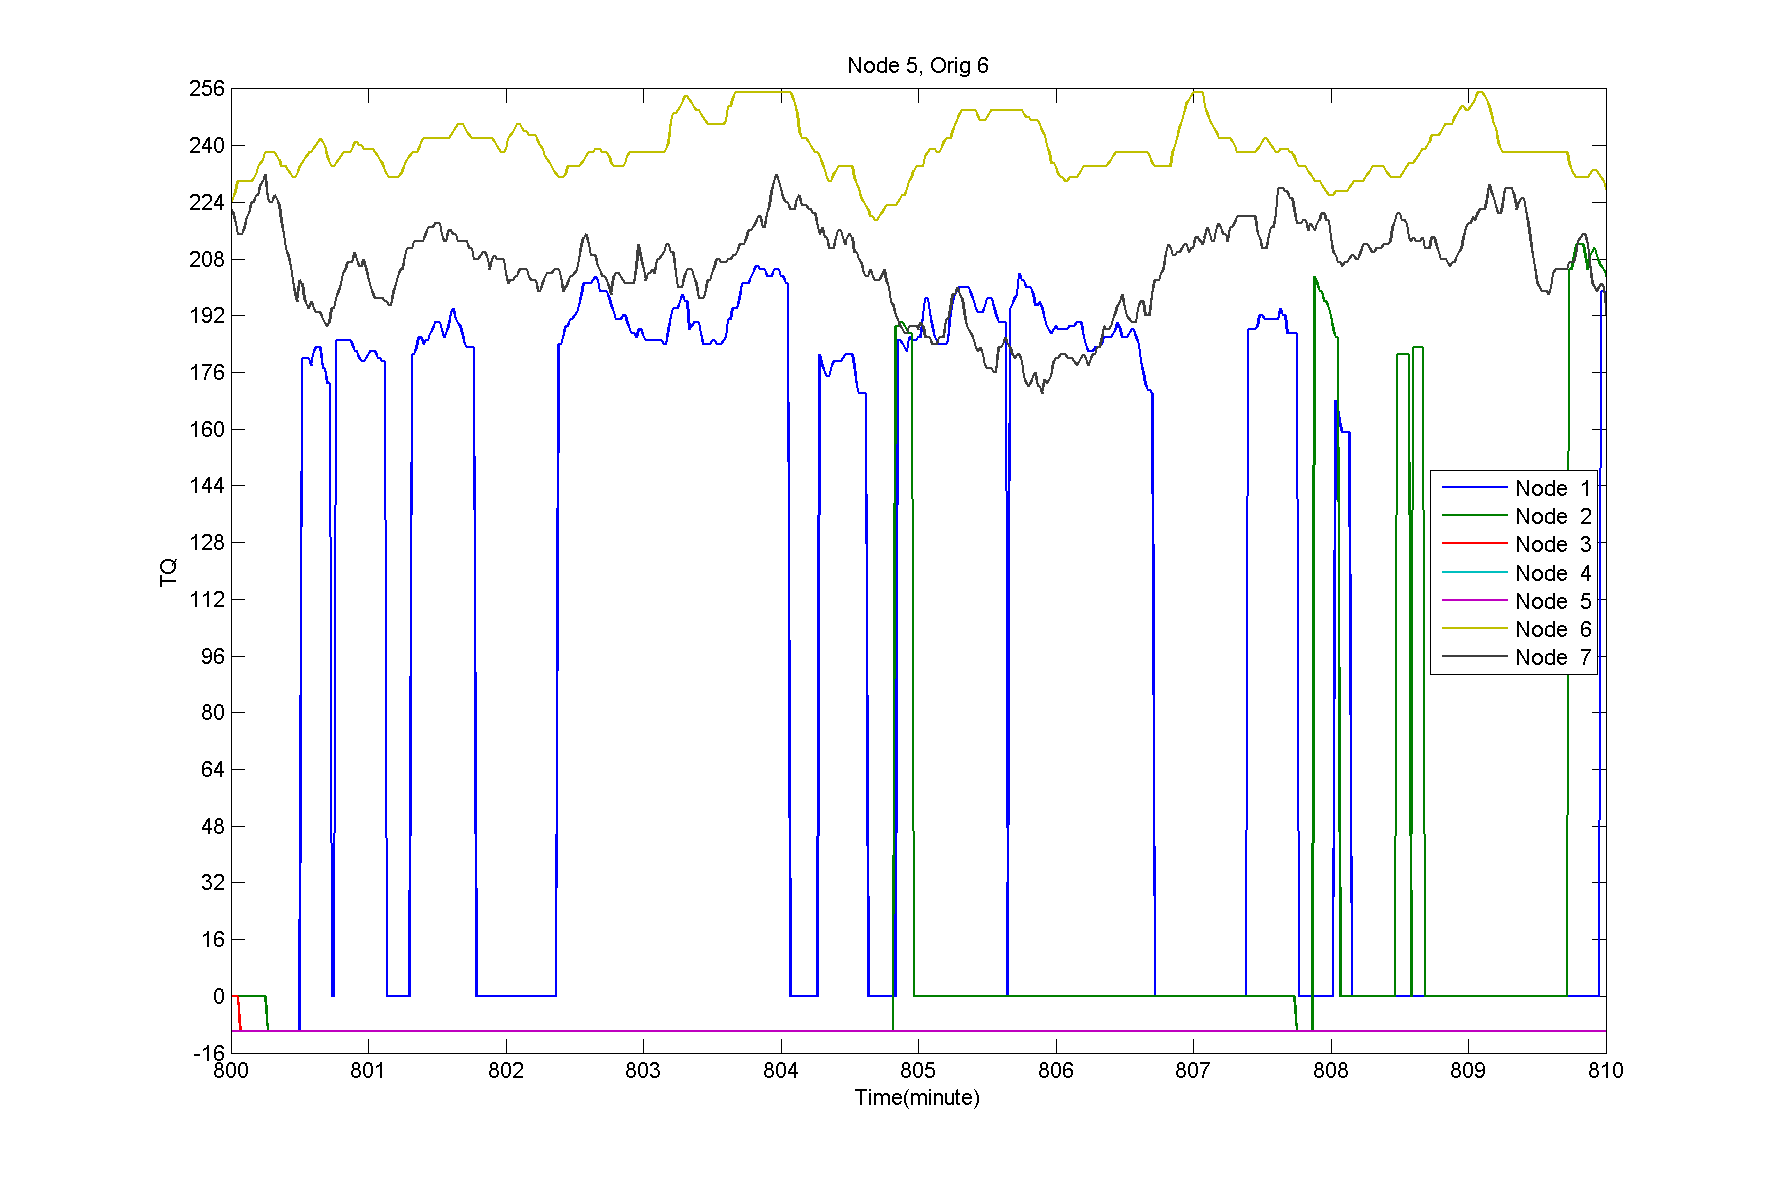 Node 5, Orig 6
256
240
224
208
192
176
160
144
128
112
96
80
64
48
32
16
0
-16
TQ
Node 1
Node 2
Node 3
Node 4
Node 5
Node 6
Node 7
800 801 802 803 804 805 806 807 808 809 810
Time(minute)